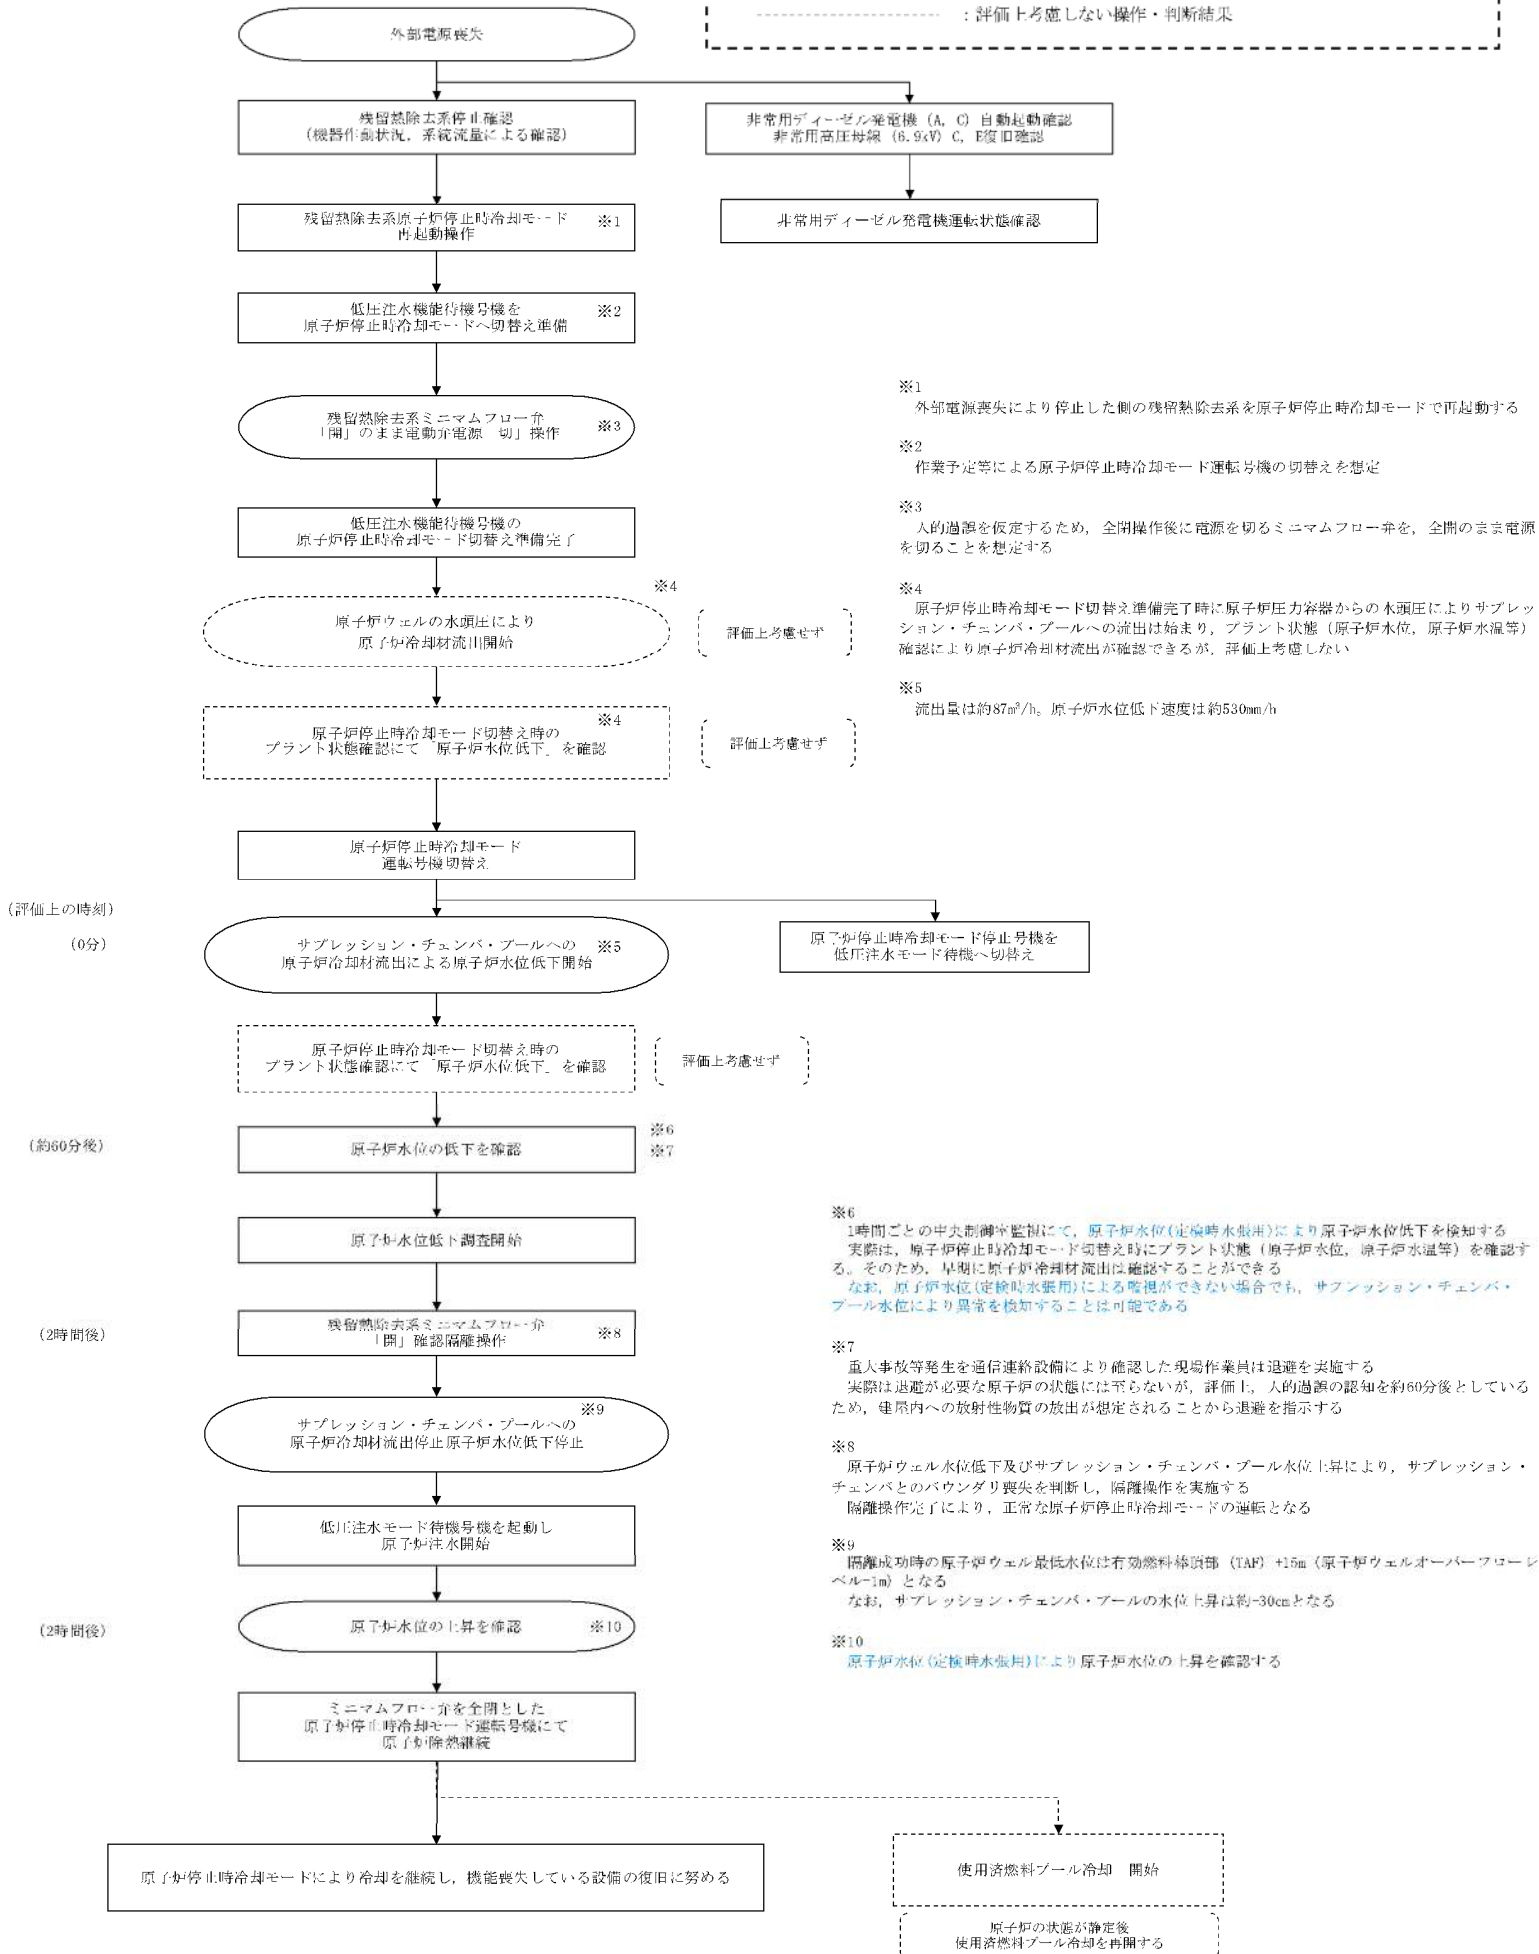 ：評価上考慮しない操作・判断結果
外部電源喪失
残留熱除去系停止確認
（機器作動状況，系統流量による確認）
非常用ディーゼル発電機（A，C）自動起動確認
非常用高圧母線（6.9kV）C，E復旧確認
残留熱除去系原子炉停止時冷却モード
再起動操作
※1
非常用ディーゼル発電機運転状態確認
低圧注水機能待機号機を
原子炉停止時冷却モードへ切替え準備
※2
残留熱除去系ミニマムフロー弁
「開」のまま電動弁電源「切」操作
※3
低圧注水機能待機号機の
原子炉停止時冷却モード切替え準備完了
※4
原子炉ウェルの水頭圧により
原子炉冷却材流出開始
評価上考慮せず
※4
原子炉停止時冷却モード切替え時の
プラント状態確認にて「原子炉水位低下」を確認
評価上考慮せず
原子炉停止時冷却モード
運転号機切替え
※1
外部電源喪失により停止した側の残留熱除去系を原子炉停止時冷却モードで再起動する
※2
作業予定等による原子炉停止時冷却モード運転号機の切替えを想定
※3
人的過誤を仮定するため，全閉操作後に電源を切るミニマムフロー弁を，全開のまま電源
を切ることを想定する
※4
原子炉停止時冷却モード切替え準備完了時に原子炉圧力容器からの水頭圧によりサプレッ
ション・チェンバ・プールへの流出は始まり，プラント状態（原子炉水位，原子炉水温等）
確認により原子炉冷却材流出が確認できるが，評価上考慮しない
※5
流出量は約87m³/h。原子炉水位低下速度は約530mm/h
（評価上の時刻）
（0分）
サプレッション・チェンバ・プールへの
原子炉冷却材流出による原子炉水位低下開始
※5
原子炉停止時冷却モード停止号機を
低圧注水モード待機へ切替え
原子炉停止時冷却モード切替え時の
プラント状態確認にて「原子炉水位低下」を確認
評価上考慮せず
（約60分後）
原子炉水位の低下を確認
※6
※7
原子炉水位低下調査開始
（2時間後）
残留熱除去系ミニマムフロー弁
「開」確認隔離操作
※8
※9
サプレッション・チェンバ・プールへの
原子炉冷却材流出停止原子炉水位低下停止
低圧注水モード待機号機を起動し
原子炉注水開始
（2時間後）
原子炉水位の上昇を確認
※10
ミニマムフロー弁を全閉とした
原子炉停止時冷却モード運転号機にて
原子炉除熱継続
※6
1時間ごとの中央制御室監視にて，原子炉水位(定検時水張用)により原子炉水位低下を検知する
実際は，原子炉停止時冷却モード切替え時にプラント状態（原子炉水位，原子炉水温等）を確認す
る。そのため，早期に原子炉冷却材流出は確認することができる
なお，原子炉水位(定検時水張用)による監視ができない場合でも，サプレッション・チェンバ・
プール水位により異常を検知することは可能である
※7
重大事故等発生を通信連絡設備により確認した現場作業員は退避を実施する
実際は退避が必要な原子炉の状態には至らないが，評価上，人的過誤の認知を約60分後としている
ため，建屋内への放射性物質の放出が想定されることから退避を指示する
※8
原子炉ウェル水位低下及びサプレッション・チェンバ・プール水位上昇により，サプレッション・
チェンバとのバウンダリ喪失を判断し，隔離操作を実施する
隔離操作完了により，正常な原子炉停止時冷却モードの運転となる
※9
隔離成功時の原子炉ウェル最低水位は有効燃料棒頂部（TAF）+15m（原子炉ウェルオーバーフローレ
ベル-1m）となる
なお，サプレッション・チェンバ・プールの水位上昇は約+30cmとなる
※10
原子炉水位(定検時水張用)により原子炉水位の上昇を確認する
原子炉停止時冷却モードにより冷却を継続し，機能喪失している設備の復旧に努める
使用済燃料プール冷却　開始
原子炉の状態が静定後
使用済燃料プール冷却を再開する